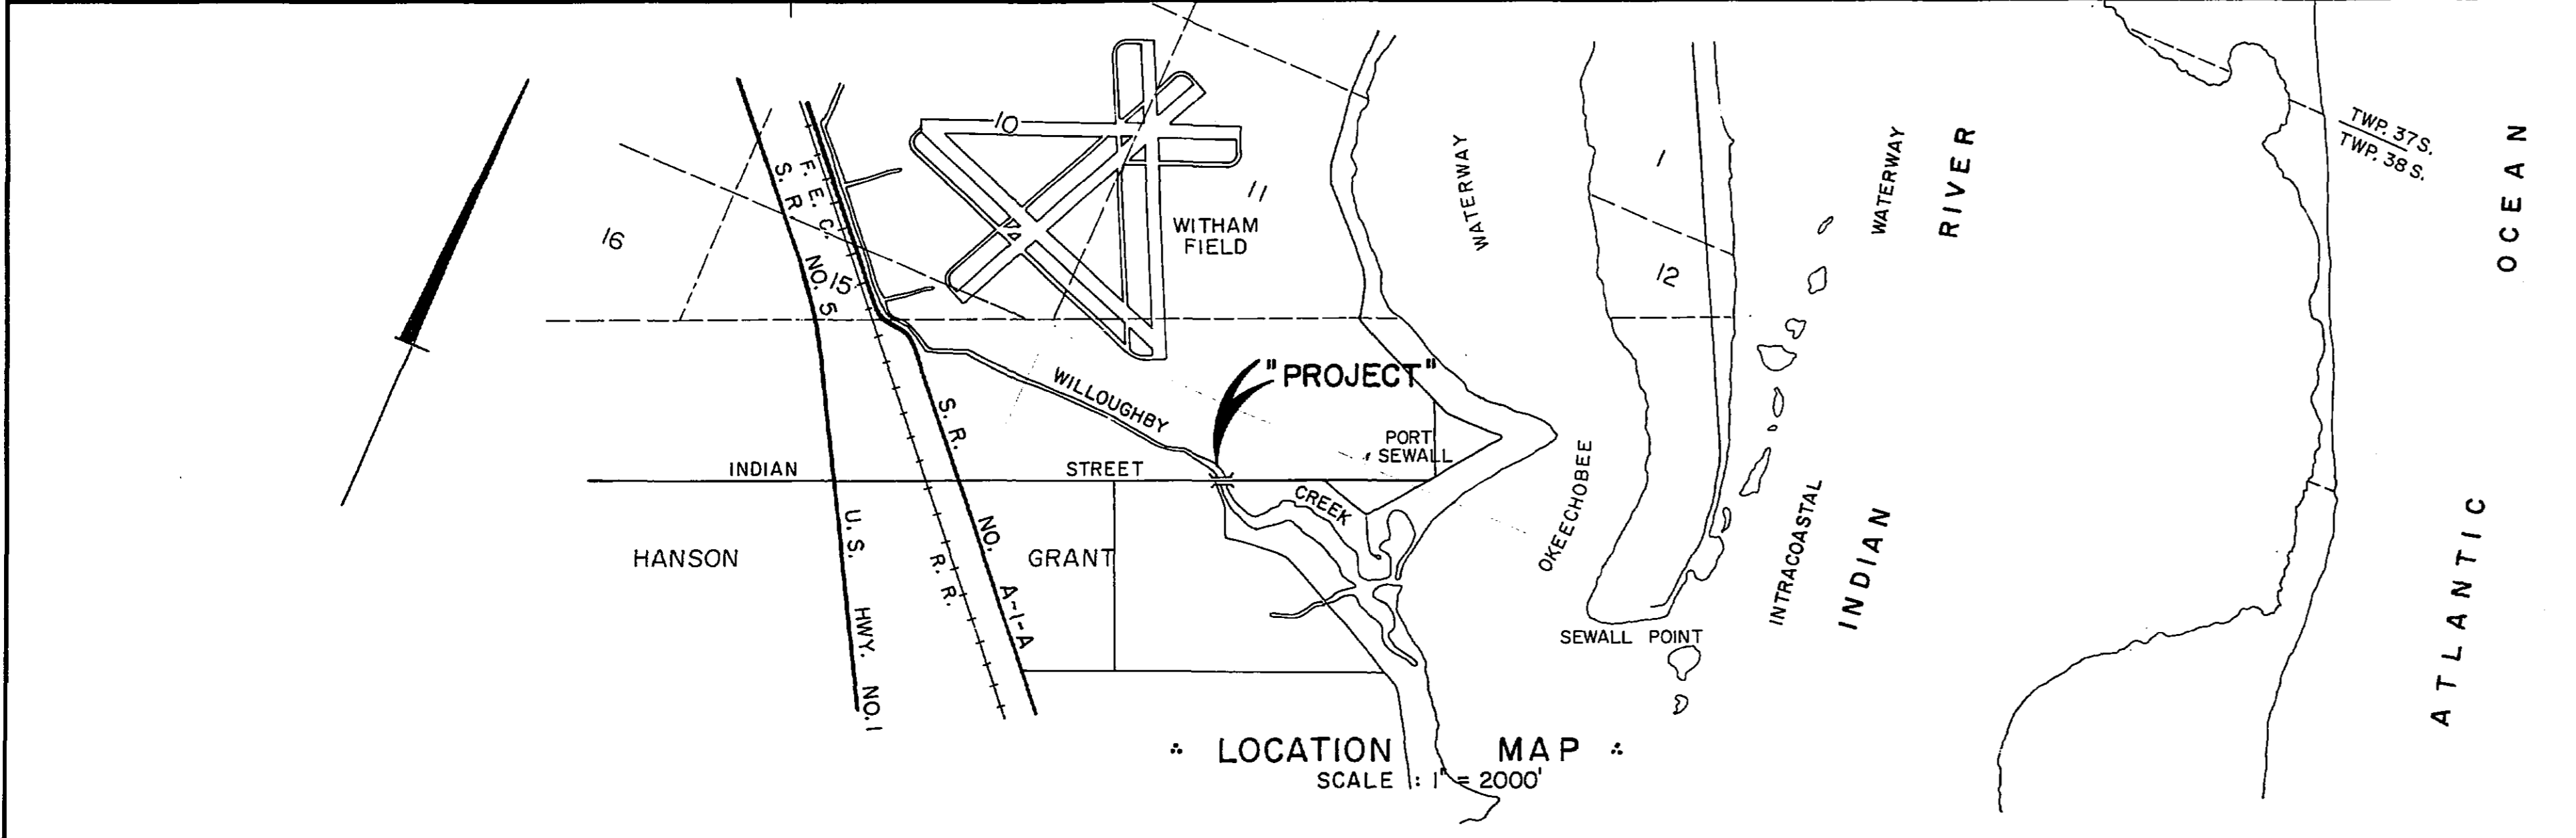 10
11
WITHAM
FIELD
16
15
F. E. C.
R. R.
S. R. NO. 5
U. S. HWY. NO. 1
S. R. NO. A-1-A
WILLOUGHBY
CREEK
"PROJECT"
INDIAN STREET
PORT
SEWALL
HANSON GRANT
OKEECHOBEE WATERWAY
1
12
SEWALL POINT
INTRACOASTAL WATERWAY
INDIAN RIVER
TWP. 37 S.
TWP. 38 S.
ATLANTIC OCEAN
∴ LOCATION MAP ∴
SCALE : 1" = 2000'